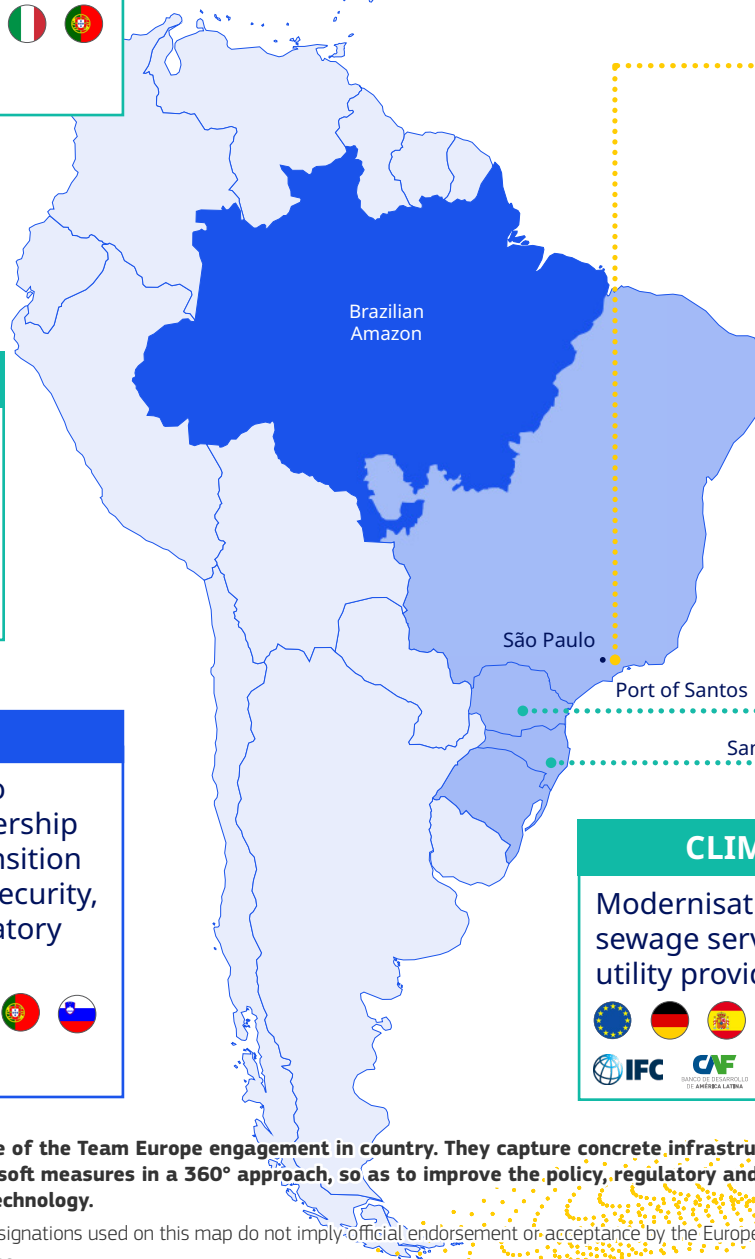 Brazilian
Amazon
São Paulo
Port of Santos
San
ership
nsition
ecurity,
atory
CLIM
Modernisat
sewage serv
utility provid
IFC
CAF
BANCO DE DESARROLLO
DE AMÉRICA LATINA
e of the Team Europe engagement in country. They capture concrete infrastru
soft measures in a 360° approach, so as to improve the policy, regulatory and
echnology.
signations used on this map do not imply official endorsement or acceptance by the Europ